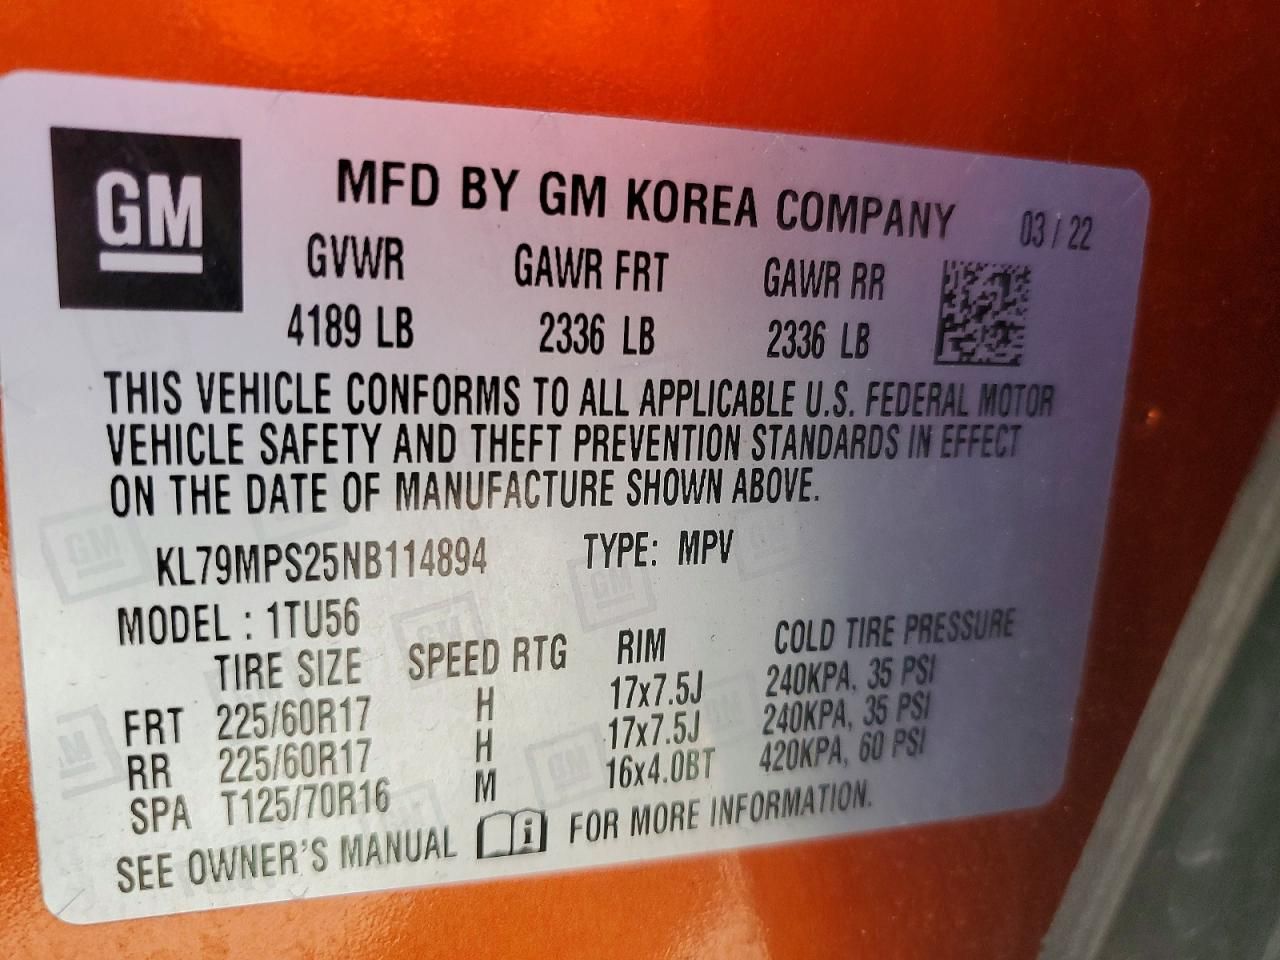 GM
MFD BY GM KOREA COMPANY 03/22
GVWR GAWR FRT GAWR RR
4189 LB 2336 LB 2336 LB
THIS VEHICLE CONFORMS TO ALL APPLICABLE U.S. FEDERAL MOTOR
VEHICLE SAFETY AND THEFT PREVENTION STANDARDS IN EFFECT
ON THE DATE OF MANUFACTURE SHOWN ABOVE.
KL79MPS25NB114894 TYPE: MPV
MODEL : 1TU56
TIRE SIZE SPEED RTG RIM COLD TIRE PRESSURE
FRT 225/60R17 H 17x7.5J 240KPA, 35 PSI
RR 225/60R17 H 17x7.5J 240KPA, 35 PSI
SPA T125/70R16 M 16x4.0BT 420KPA, 60 PSI
SEE OWNER'S MANUAL i FOR MORE INFORMATION.